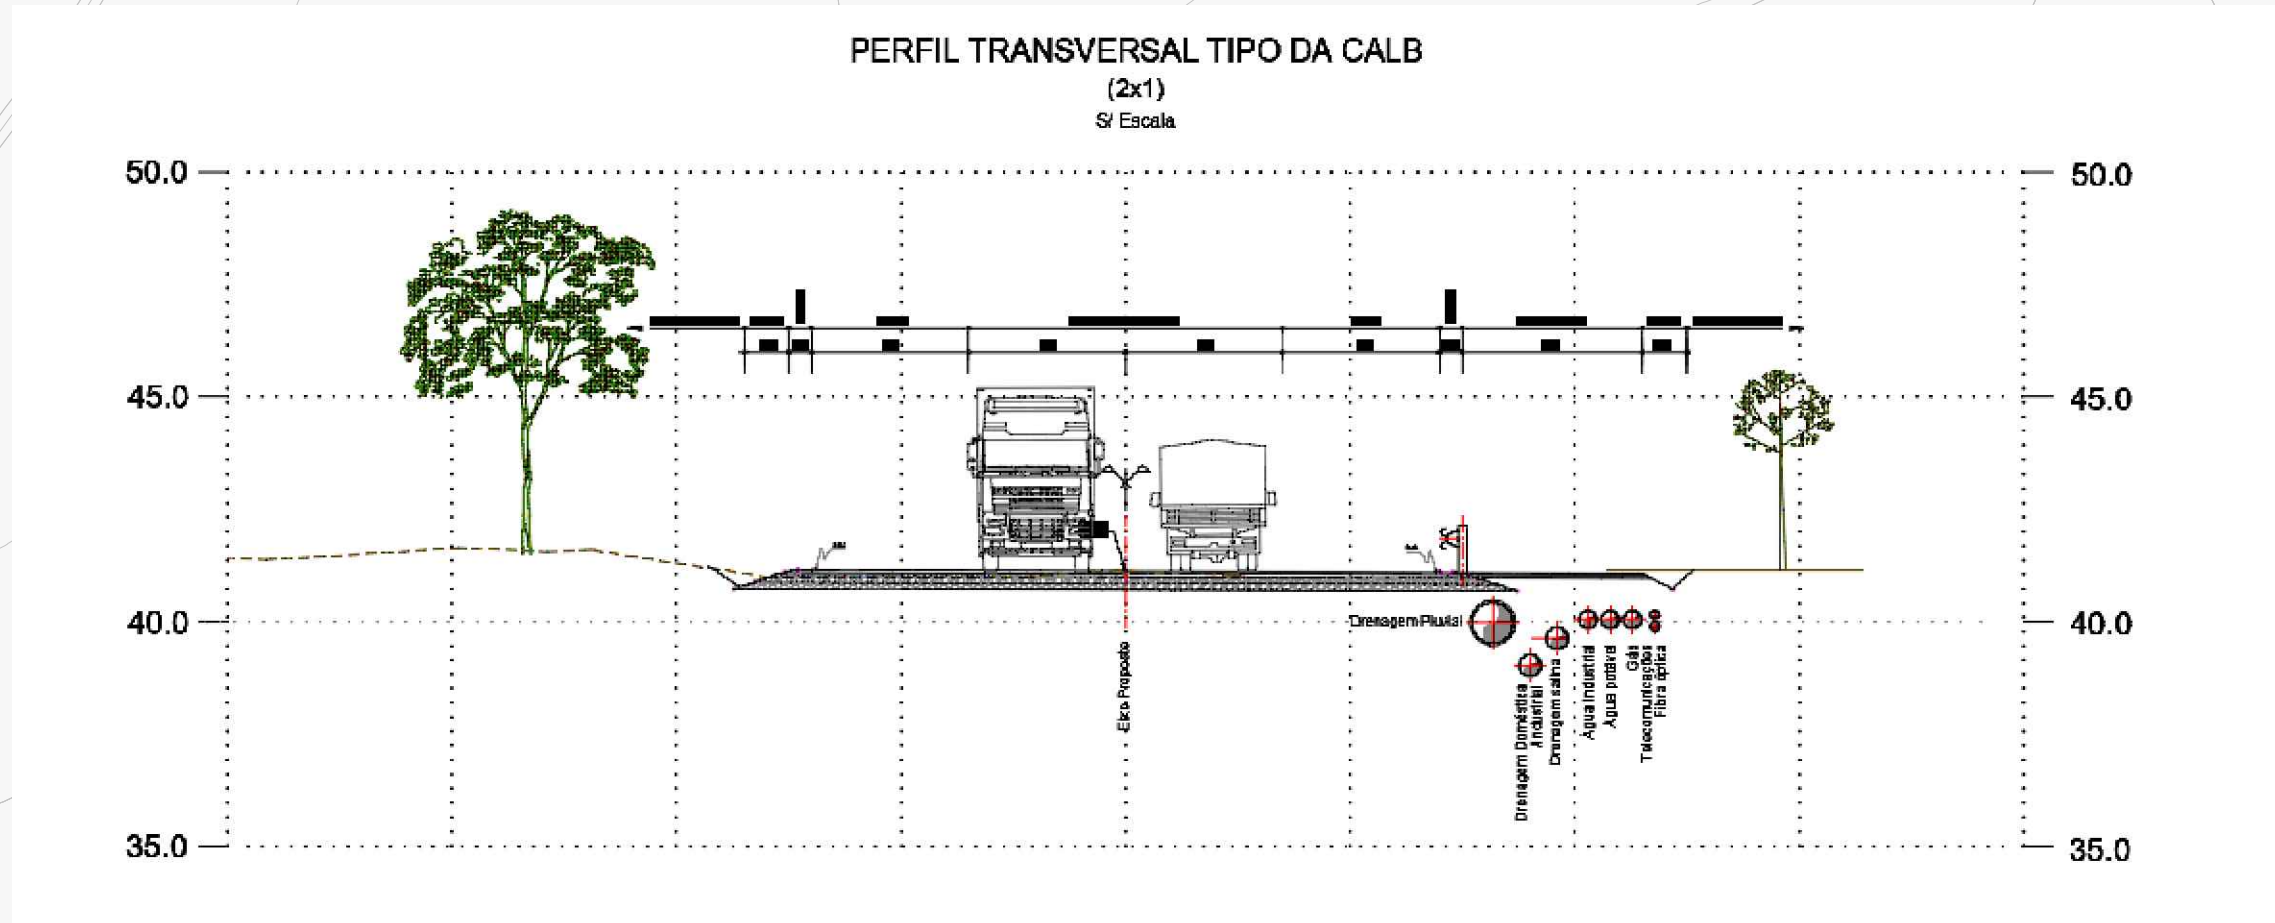 PERFIL TRANSVERSAL TIPO DA CALB
(2x1)
S/ Escala
50.0
50.0
45.0
45.0
40.0
40.0
35.0
35.0
Drenagem Pluvial
Eixo Proposto
Drenagem Doméstica
Industrial
Drenagem salina
Água industrial
Água potável
Gás
Telecomunicações
Fibra óptica